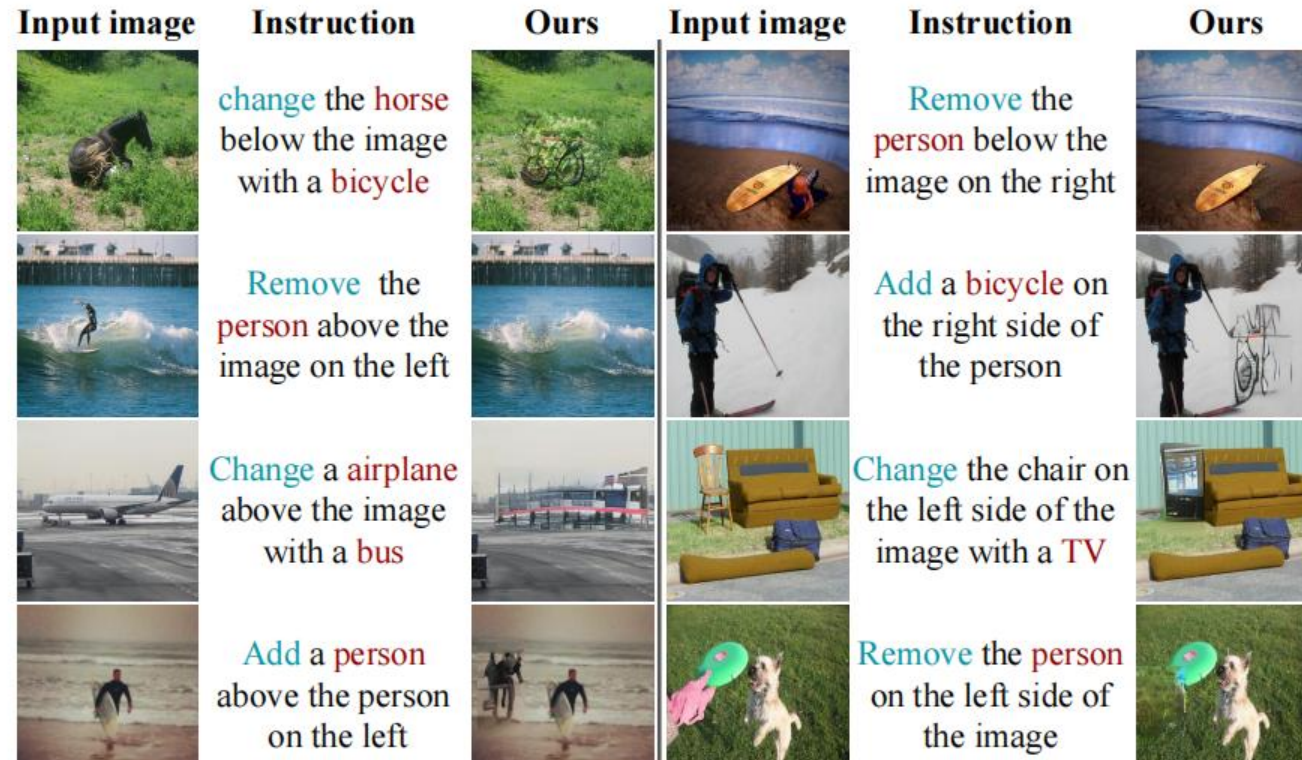 Input image Instruction Ours Input image Instruction Ours
change the horse
below the image
with a bicycle
Remove the
person below the
image on the right
Remove the
person above the
image on the left
Add a bicycle on
the right side of
the person
Change a airplane
above the image
with a bus
Change the chair on
the left side of the
image with a TV
Add a person
above the person
on the left
Remove the person
on the left side of
the image